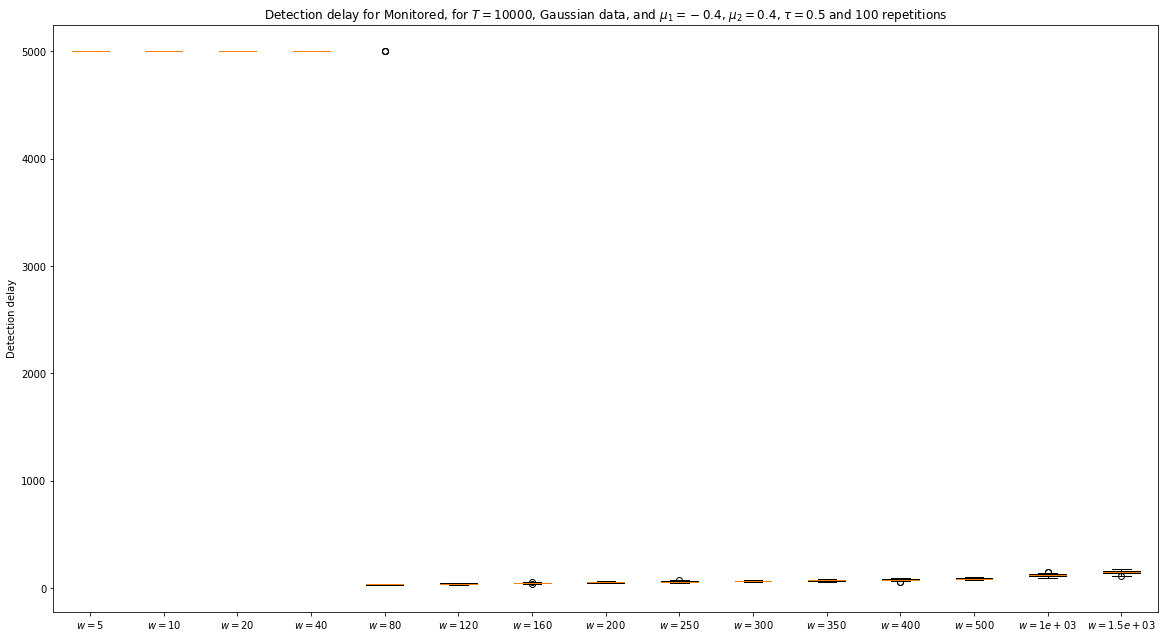 Detection delay for Monitored, for T = 10000, Gaussian data, and μ₁ = −0.4, μ₂ = 0.4, τ = 0.5 and 100 repetitions
5000
4000
3000
2000
1000
0
Detection delay
w = 5 w = 10 w = 20 w = 40 w = 80 w = 120 w = 160 w = 200 w = 250 w = 300 w = 350 w = 400 w = 500 w = 1e + 03 w = 1.5e + 03